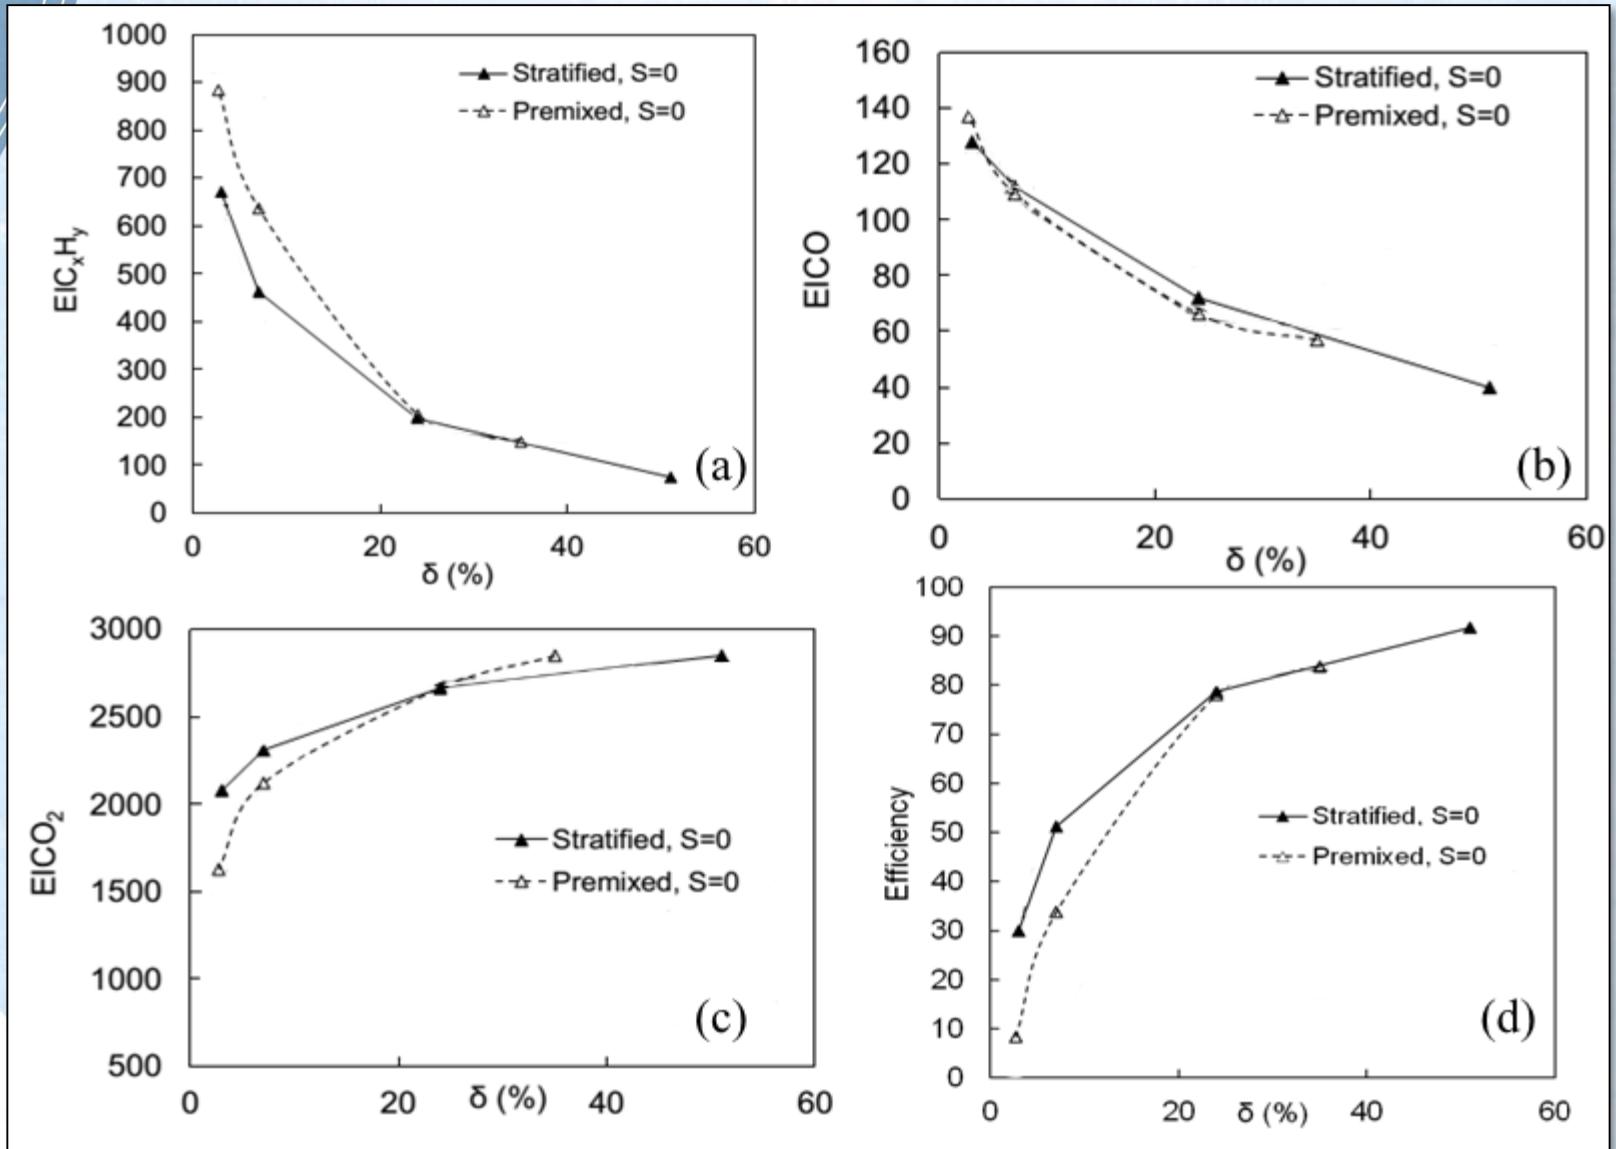 1000
900
800
700
600
500
400
300
200
100
0
EICxHy
Stratified, S=0
Premixed, S=0
(a)
0 20 40 60
δ (%)
160
140
120
100
80
60
40
20
0
EICO
Stratified, S=0
Premixed, S=0
(b)
0 20 40 60
δ (%)
3000
2500
2000
1500
1000
500
EICO2
Stratified, S=0
Premixed, S=0
(c)
0 20 δ (%) 40 60
100
90
80
70
60
50
40
30
20
10
0
Efficiency
Stratified, S=0
Premixed, S=0
(d)
0 20 δ (%) 40 60